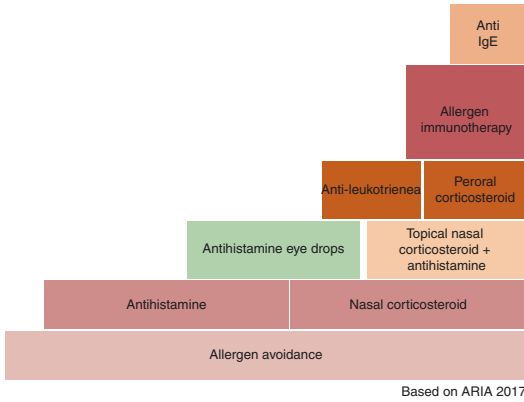 Anti
IgE
Allergen
immunotherapy
Anti-leukotrienea
Peroral
corticosteroid
Antihistamine eye drops
Topical nasal
corticosteroid +
antihistamine
Antihistamine
Nasal corticosteroid
Allergen avoidance
Based on ARIA 2017